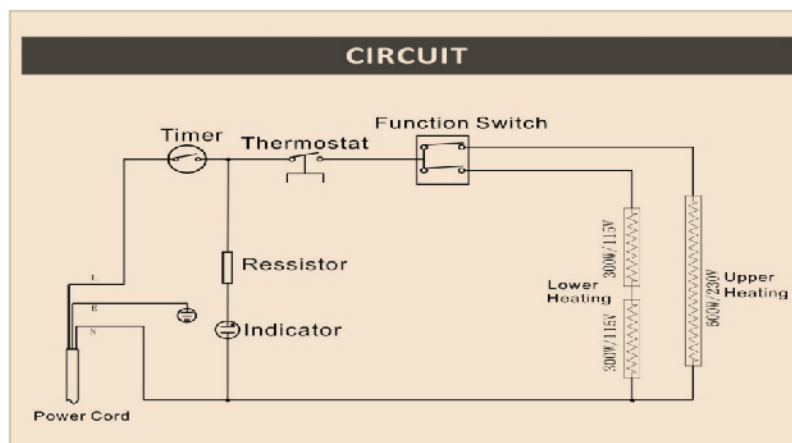 CIRCUIT
Function Switch
Timer
Thermostat
300W/115V
Ressistor
Lower
Heating
Upper
Heating
600W/230V
L
E
N
Indicator
300W/115V
Power Cord